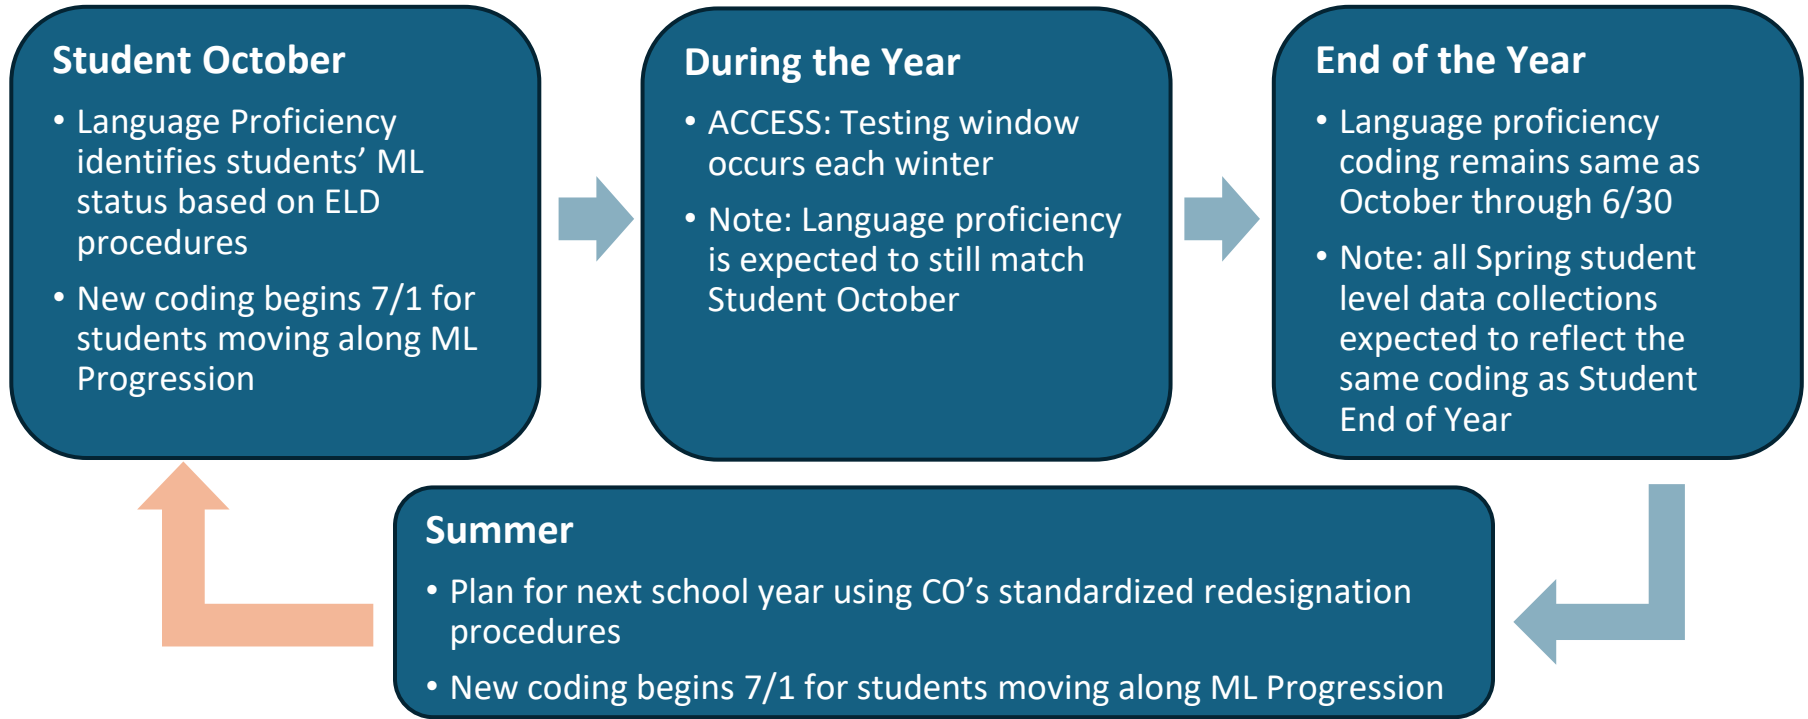 Student October
• Language Proficiency
identifies students’ ML
status based on ELD
procedures
• New coding begins 7/1 for
students moving along ML
Progression
During the Year
• ACCESS: Testing window
occurs each winter
• Note: Language proficiency
is expected to still match
Student October
End of the Year
• Language proficiency
coding remains same as
October through 6/30
• Note: all Spring student
level data collections
expected to reflect the
same coding as Student
End of Year
Summer
• Plan for next school year using CO’s standardized redesignation
procedures
• New coding begins 7/1 for students moving along ML Progression